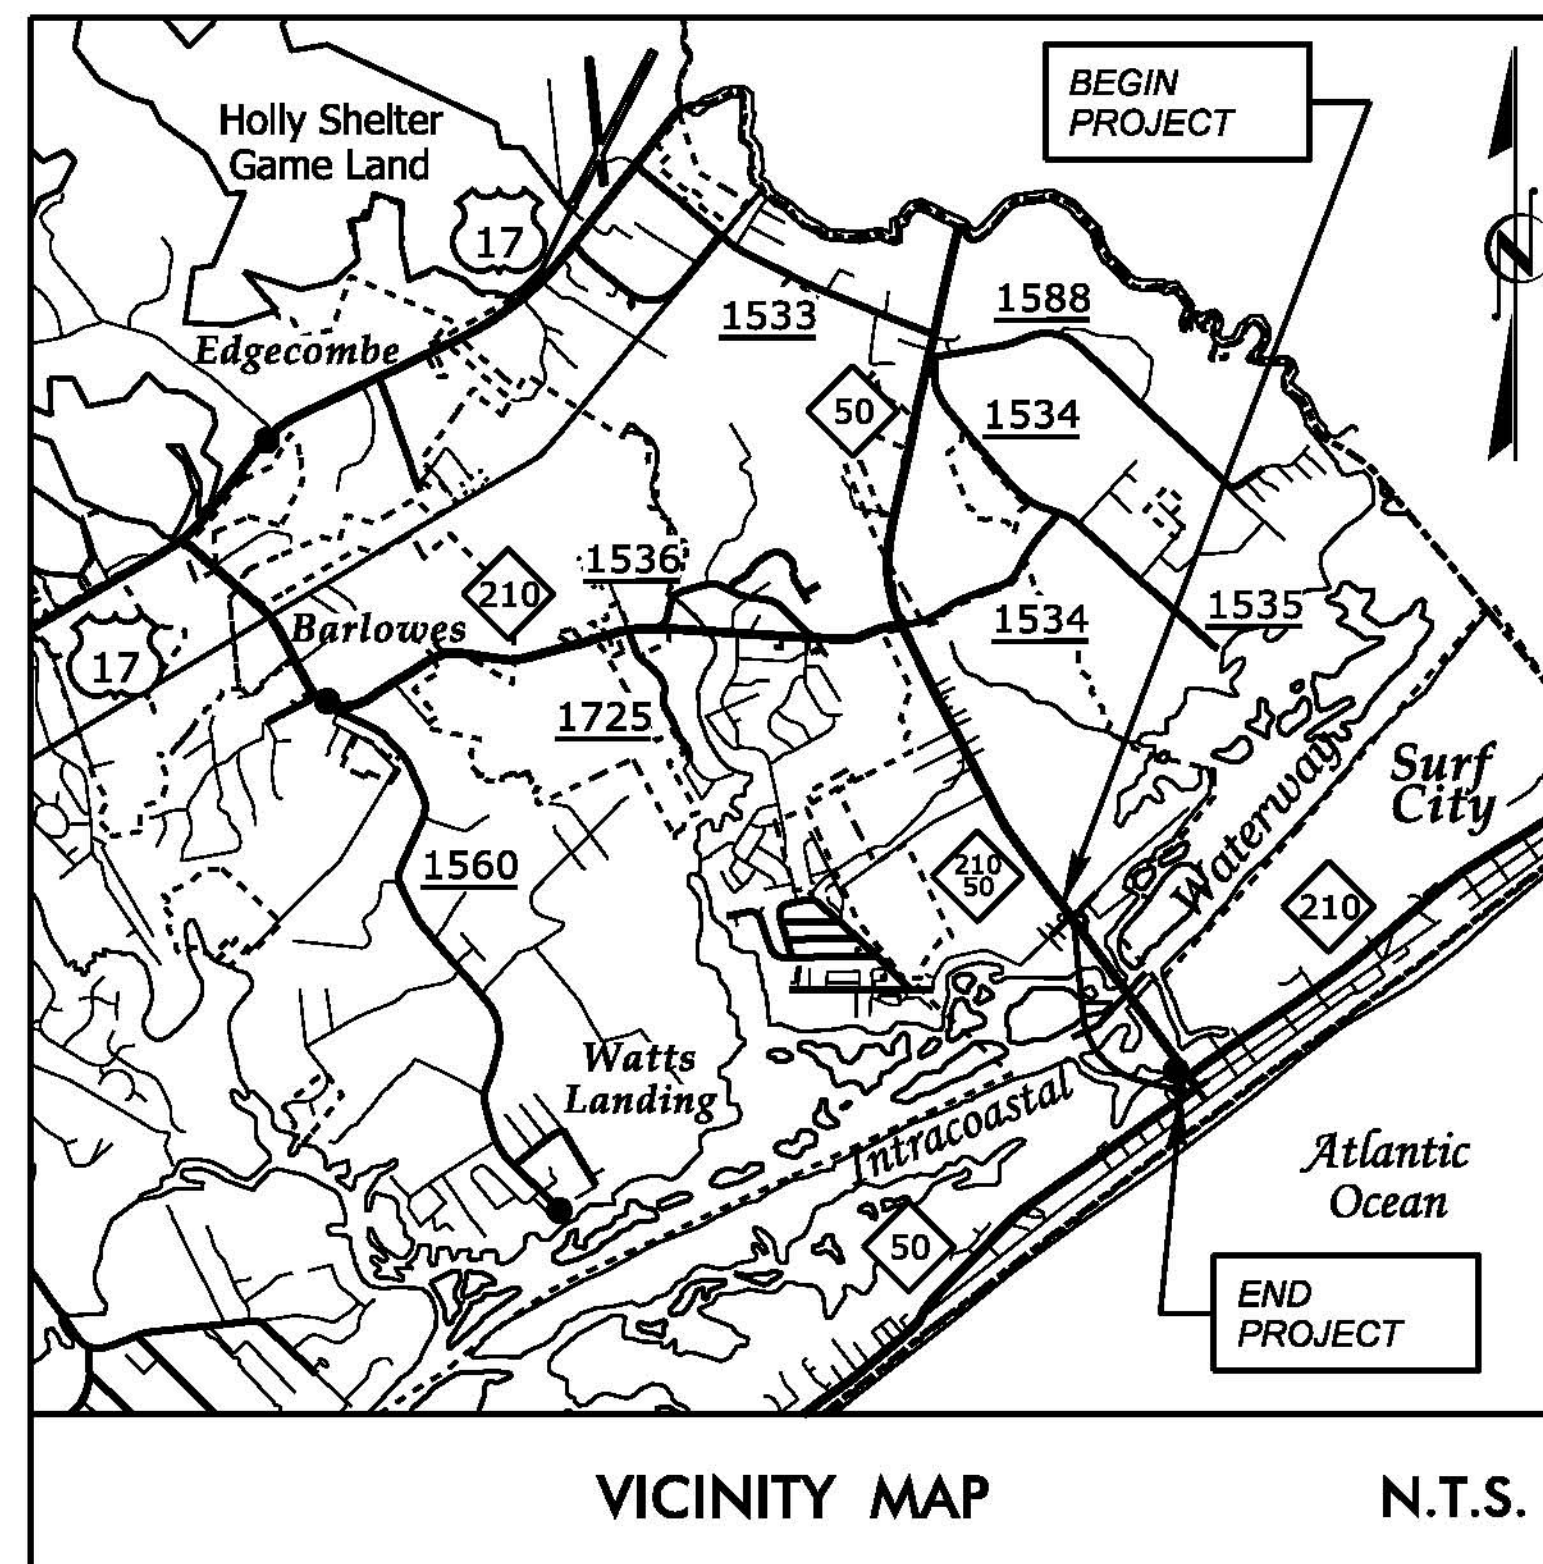 BEGIN
PROJECT
Holly Shelter
Game Land
17
N
1588
1533
Edgecombe
50
1534
1536
210
1535
Barlowes
1534
17
1725
Surf
City
Waterway
1560
210
50
210
Watts
Landing
Intracoastal
Atlantic
Ocean
50
END
PROJECT
VICINITY MAP
N.T.S.